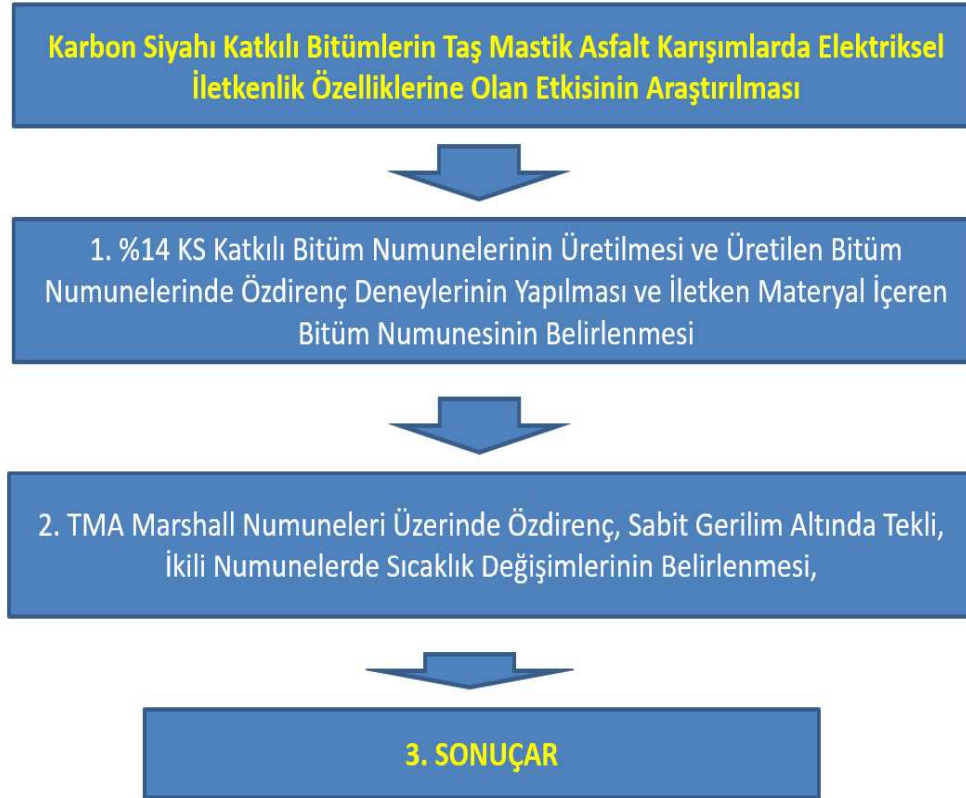 Karbon Siyahı Katkılı Bitümlerin Taş Mastik Asfalt Karışımlarda Elektriksel
İletkenlik Özelliklerine Olan Etkisinin Araştırılması
1. %14 KS Katkılı Bitüm Numunelerinin Üretilmesi ve Üretilen Bitüm
Numunelerinde Özdirenç Deneylerinin Yapılması ve İletken Materyal İçeren
Bitüm Numunesinin Belirlenmesi
2. TMA Marshall Numuneleri Üzerinde Özdirenç, Sabit Gerilim Altında Tekli,
İkili Numunelerde Sıcaklık Değişimlerinin Belirlenmesi,
3. SONUÇAR